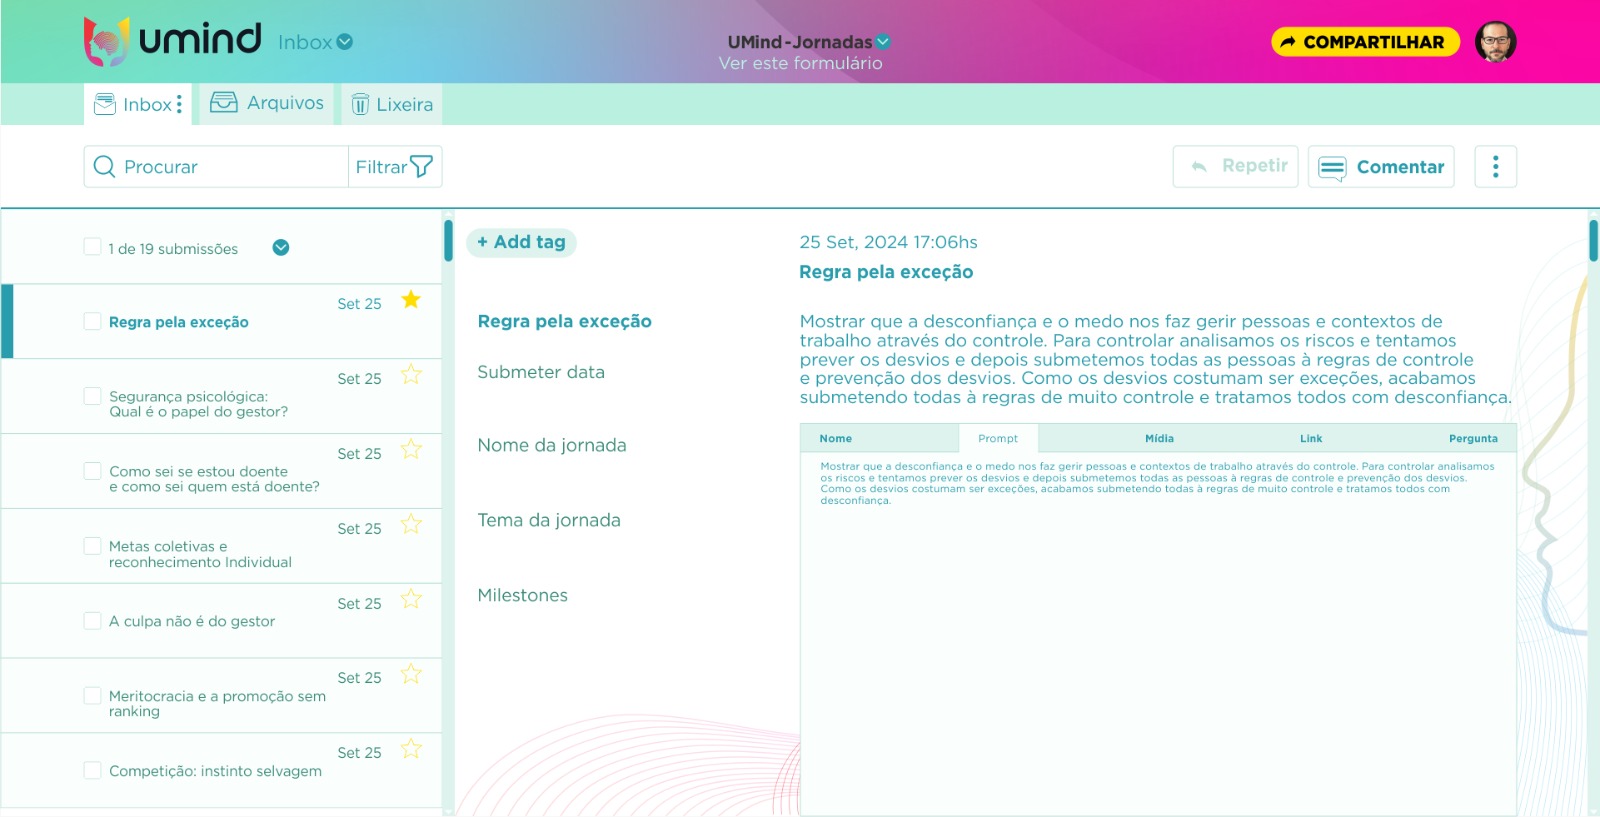 umind
Inbox
UMind-Jornadas
Ver este formulário
COMPARTILHAR
Inbox
Arquivos
Lixeira
Procurar
Filtrar
Repetir
Comentar
1 de 19 submissões
Set 25
Regra pela exceção
Set 25
Segurança psicológica:
Qual é o papel do gestor?
Set 25
Como sei se estou doente
e como sei quem está doente?
Set 25
Metas coletivas e
reconhecimento Individual
Set 25
A culpa não é do gestor
Set 25
Meritocracia e a promoção sem
ranking
Set 25
Competição: instinto selvagem
+ Add tag
Regra pela exceção
Submeter data
Nome da jornada
Tema da jornada
Milestones
25 Set, 2024 17:06hs
Regra pela exceção
Mostrar que a desconfiança e o medo nos faz gerir pessoas e contextos de
trabalho através do controle. Para controlar analisamos os riscos e tentamos
prever os desvios e depois submetemos todas as pessoas à regras de controle
e prevenção dos desvios. Como os desvios costumam ser exceções, acabamos
submetendo todas à regras de muito controle e tratamos todos com desconfiança.
Nome
Prompt
Mídia
Link
Pergunta
Mostrar que a desconfiança e o medo nos faz gerir pessoas e contextos de trabalho através do controle. Para controlar analisamos
os riscos e tentamos prever os desvios e depois submetemos todas as pessoas à regras de controle e prevenção dos desvios.
Como os desvios costumam ser exceções, acabamos submetendo todas à regras de muito controle e tratamos todos com
desconfiança.